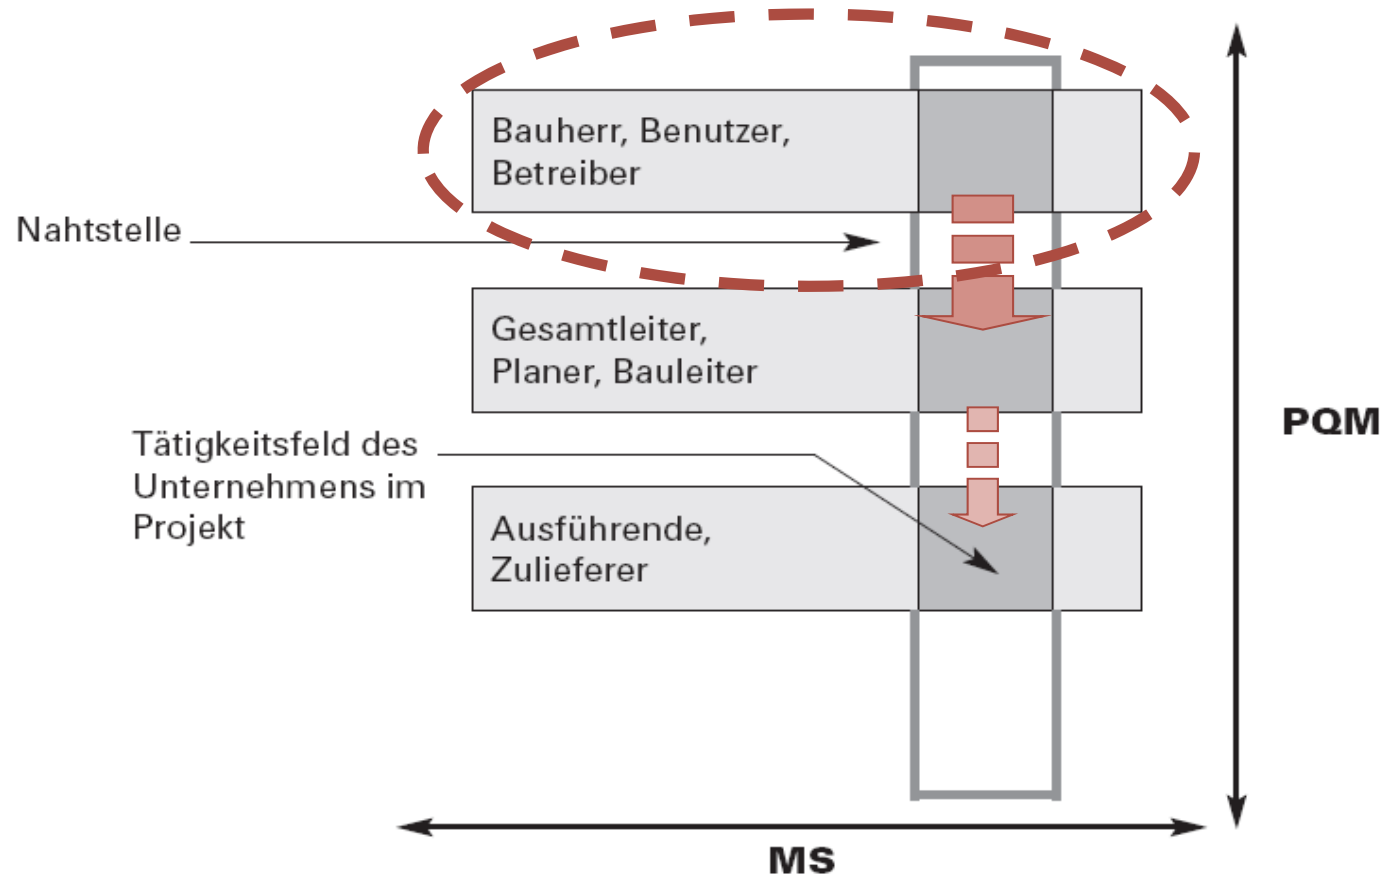 Bauherr, Benutzer,
Betreiber
Nahtstelle
Gesamtleiter,
Planer, Bauleiter
PQM
Tätigkeitsfeld des
Unternehmens im
Projekt
Ausführende,
Zulieferer
MS